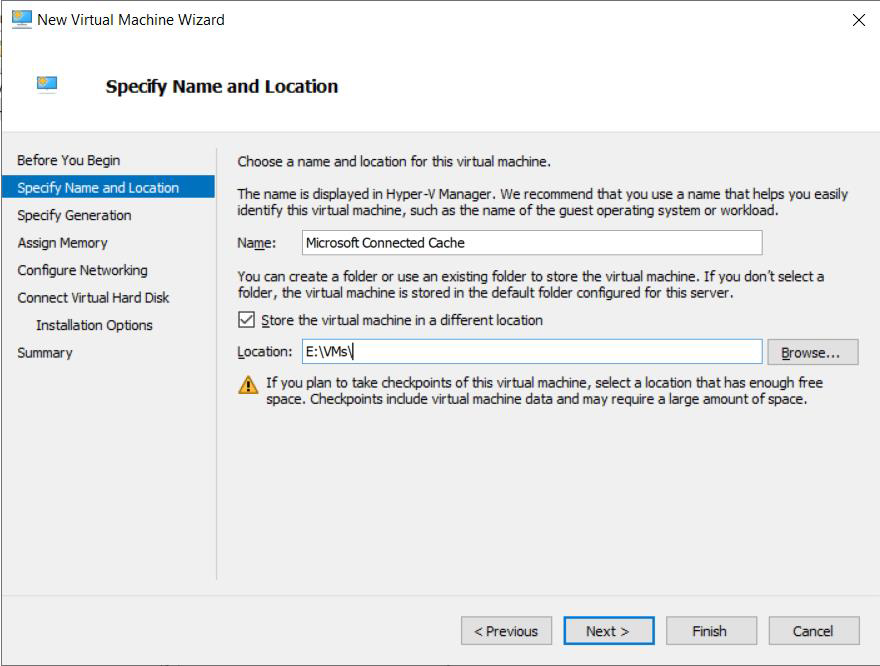 New Virtual Machine Wizard
Specify Name and Location
Before You Begin
Specify Name and Location
Specify Generation
Assign Memory
Configure Networking
Connect Virtual Hard Disk
Installation Options
Summary
Choose a name and location for this virtual machine.
The name is displayed in Hyper-V Manager. We recommend that you use a name that helps you easily
identify this virtual machine, such as the name of the guest operating system or workload.
Name: Microsoft Connected Cache
You can create a folder or use an existing folder to store the virtual machine. If you don't select a
folder, the virtual machine is stored in the default folder configured for this server.
Store the virtual machine in a different location
Location: E:\VMs\ Browse...
If you plan to take checkpoints of this virtual machine, select a location that has enough free
space. Checkpoints include virtual machine data and may require a large amount of space.
< Previous Next > Finish Cancel